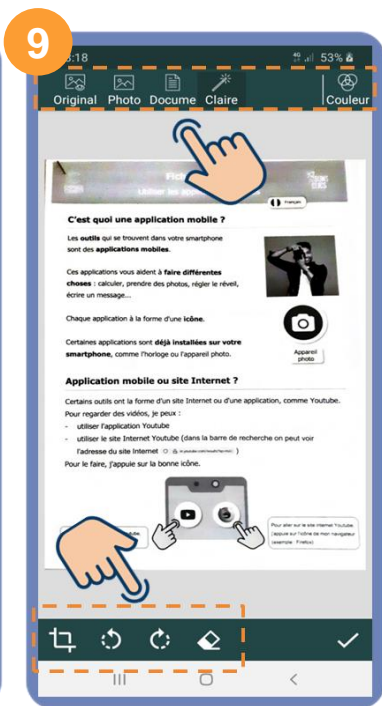 9
:18
4G 53%
Original Photo Docume Claire Couleur
Français
C'est quoi une application mobile ?
Les outils qui se trouvent dans votre smartphone
sont des applications mobiles.
Ces applications vous aident à faire différentes
choses : calculer, prendre des photos, régler le réveil,
écrire un message...
Chaque application à la forme d'une icône.
Certaines applications sont déjà installées sur votre
smartphone, comme l'horloge ou l'appareil photo.
Appareil
photo
Application mobile ou site Internet ?
Certains outils ont la forme d'un site Internet ou d'une application, comme Youtube.
Pour regarder des vidéos, je peux :
- utiliser l'application Youtube
- utiliser le site Internet Youtube (dans la barre de recherche on peut voir
l'adresse du site Internet )
Pour le faire, j'appuie sur la bonne icône.
Pour aller sur le site internet Youtube,
j'appuie sur l'icône de mon navigateur
(exemple : Firefox)